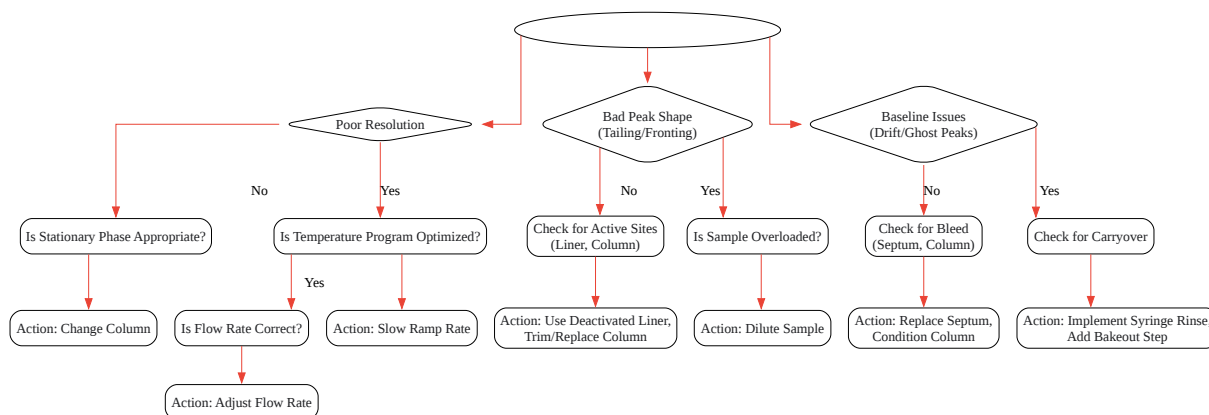 Bad Peak Shape
(Tailing/Fronting)
Baseline Issues
(Drift/Ghost Peaks)
Poor Resolution
No
Yes
No
Yes
No
Yes
Is Stationary Phase Appropriate?
Is Temperature Program Optimized?
Check for Active Sites
(Liner, Column)
Is Sample Overloaded?
Check for Bleed
(Septum, Column)
Check for Carryover
Yes
Action: Change Column
Is Flow Rate Correct?
Action: Slow Ramp Rate
Action: Use Deactivated Liner,
Trim/Replace Column
Action: Dilute Sample
Action: Replace Septum,
Condition Column
Action: Implement Syringe Rinse,
Add Bakeout Step
Action: Adjust Flow Rate